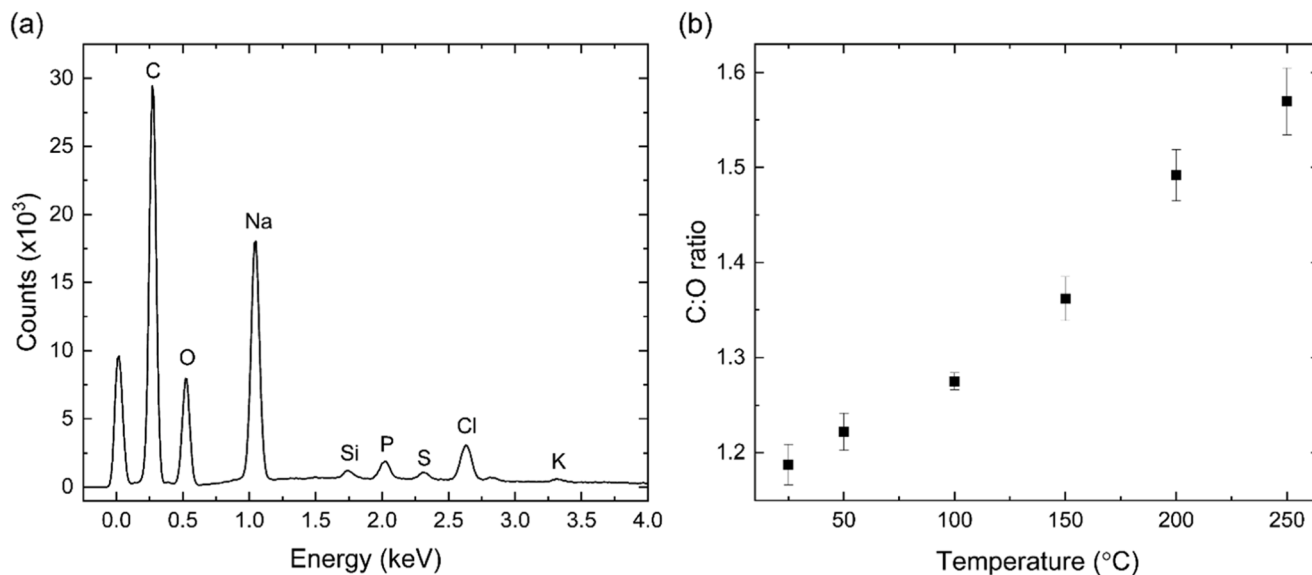 (a)
Counts (x10³)
30
25
20
15
10
5
0
C
O
Na
Si
P
S
Cl
K
0.0 0.5 1.0 1.5 2.0 2.5 3.0 3.5 4.0
Energy (keV)
(b)
C:O ratio
1.6
1.5
1.4
1.3
1.2
50 100 150 200 250
Temperature (°C)